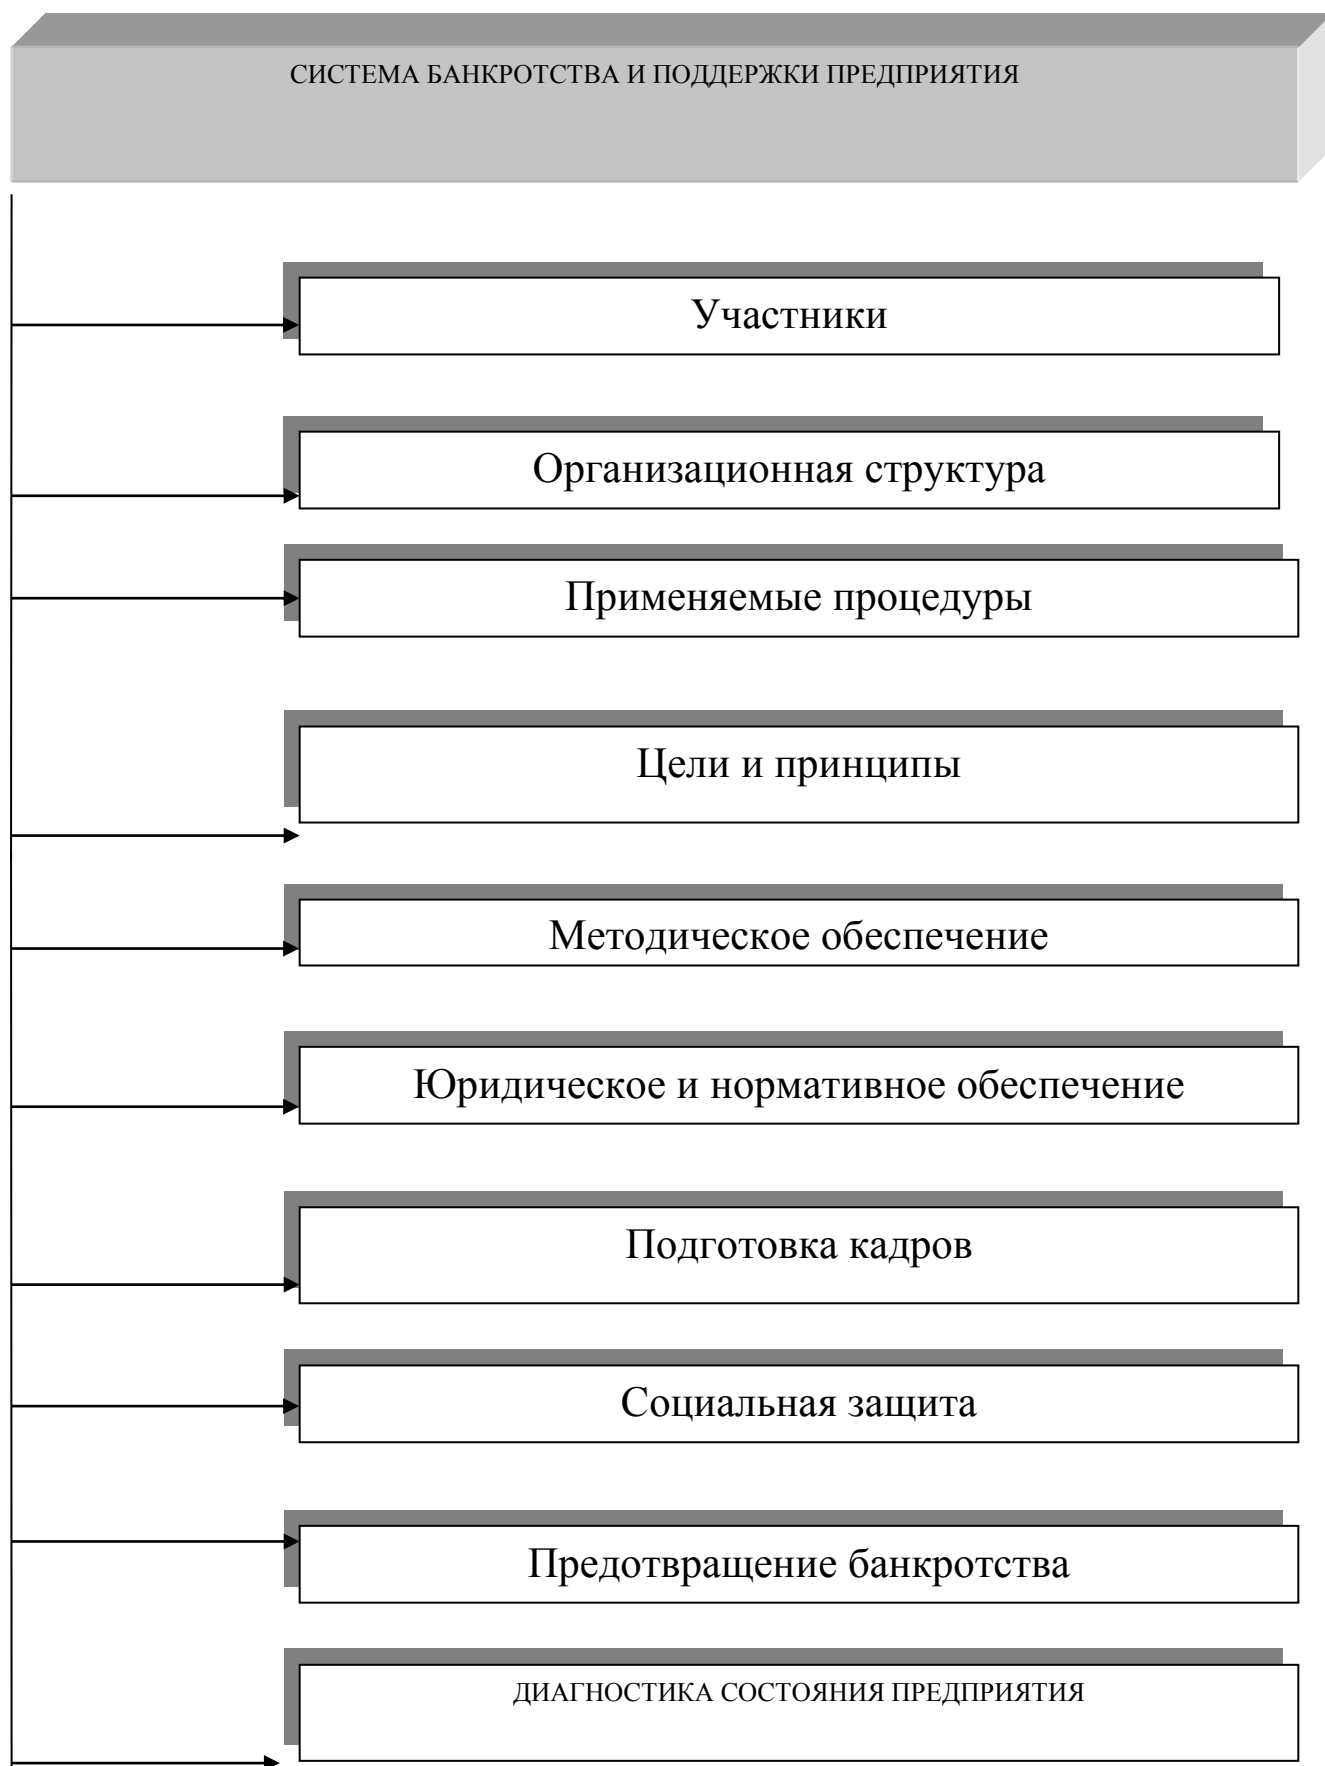 СИСТЕМА БАНКРОТСТВА И ПОДДЕРЖКИ ПРЕДПРИЯТИЯ
Участники
Организационная структура
Применяемые процедуры
Цели и принципы
Методическое обеспечение
Юридическое и нормативное обеспечение
Подготовка кадров
Социальная защита
Предотвращение банкротства
ДИАГНОСТИКА СОСТОЯНИЯ ПРЕДПРИЯТИЯ